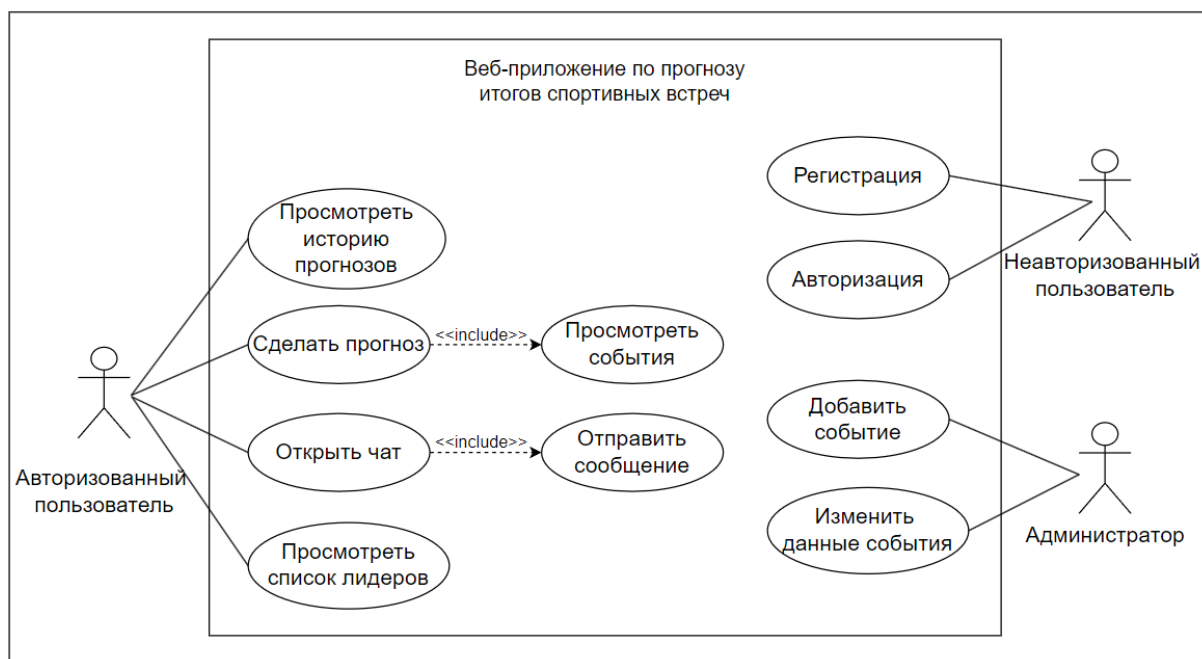 Веб-приложение по прогнозу
итогов спортивных встреч
Регистрация
Неавторизованный
пользователь
Авторизация
Просмотреть
историю
прогнозов
Сделать прогноз
<<include>>
Просмотреть
события
Открыть чат
<<include>>
Отправить
сообщение
Просмотреть
список лидеров
Авторизованный
пользователь
Добавить
событие
Изменить
данные события
Администратор